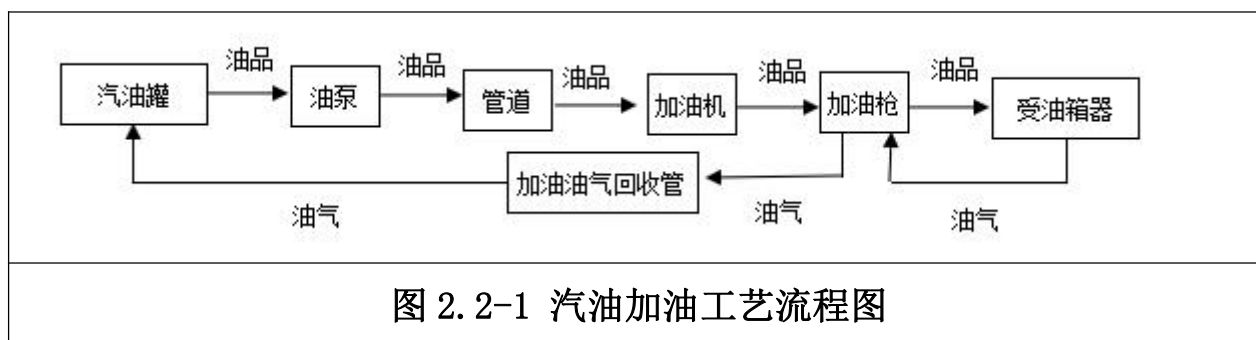 油品
油品
油品
油品
油品
汽油罐
油泵
管道
加油机
加油枪
受油箱器
加油油气回收管
油气
油气
油气
图 2.2-1 汽油加油工艺流程图